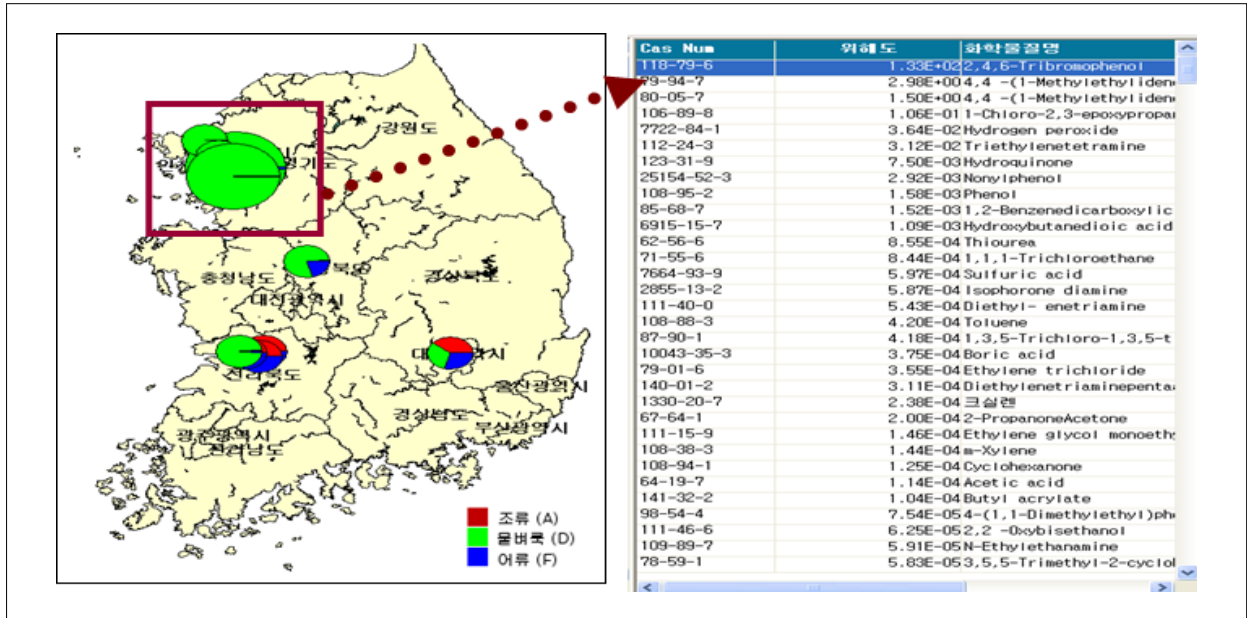 강원도
경기도
충청남도
북도
경상북도
대전광역시
전라북도
울산광역시
경상남도
부산광역시
광주광역시
전라남도
조류 (A)
물벼룩 (D)
어류 (F)
Cas Num 위해도 화학물질명
118-79-6 1.33E+02 2,4,6-Tribromophenol
79-94-7 2.98E+00 4,4 -(1-Methylethyliden
80-05-7 1.50E+00 4,4 -(1-Methylethyliden
106-89-8 1.06E-01 1-Chloro-2,3-epoxypropa
7722-84-1 3.64E-02 Hydrogen peroxide
112-24-3 3.12E-02 Triethylenetetramine
123-31-9 7.50E-03 Hydroquinone
25154-52-3 2.92E-03 Nonylphenol
108-95-2 1.58E-03 Phenol
85-68-7 1.52E-03 1,2-Benzenedicarboxylic
6915-15-7 1.09E-03 Hydroxybutanedioic acid
62-56-6 8.55E-04 Thiourea
71-55-6 8.44E-04 1,1,1-Trichloroethane
7664-93-9 5.97E-04 Sulfuric acid
2855-13-2 5.87E-04 Isophorone diamine
111-40-0 5.43E-04 Diethyl- enetriamine
108-88-3 4.20E-04 Toluene
87-90-1 4.18E-04 1,3,5-Trichloro-1,3,5-t
10043-35-3 3.75E-04 Boric acid
79-01-6 3.55E-04 Ethylene trichloride
140-01-2 3.11E-04 Diethylenetriaminepenta
1330-20-7 2.38E-04 크실렌
67-64-1 2.00E-04 2-PropanoneAcetone
111-15-9 1.46E-04 Ethylene glycol monoeth
108-38-3 1.44E-04 m-Xylene
108-94-1 1.25E-04 Cyclohexanone
64-19-7 1.14E-04 Acetic acid
141-32-2 1.04E-04 Butyl acrylate
98-54-4 7.54E-05 4-(1,1-Dimethylethyl)ph
111-46-6 6.25E-05 2,2 -Oxybisethanol
109-89-7 5.91E-05 N-Ethylethanamine
78-59-1 5.83E-05 3,5,5-Trimethyl-2-cyclo